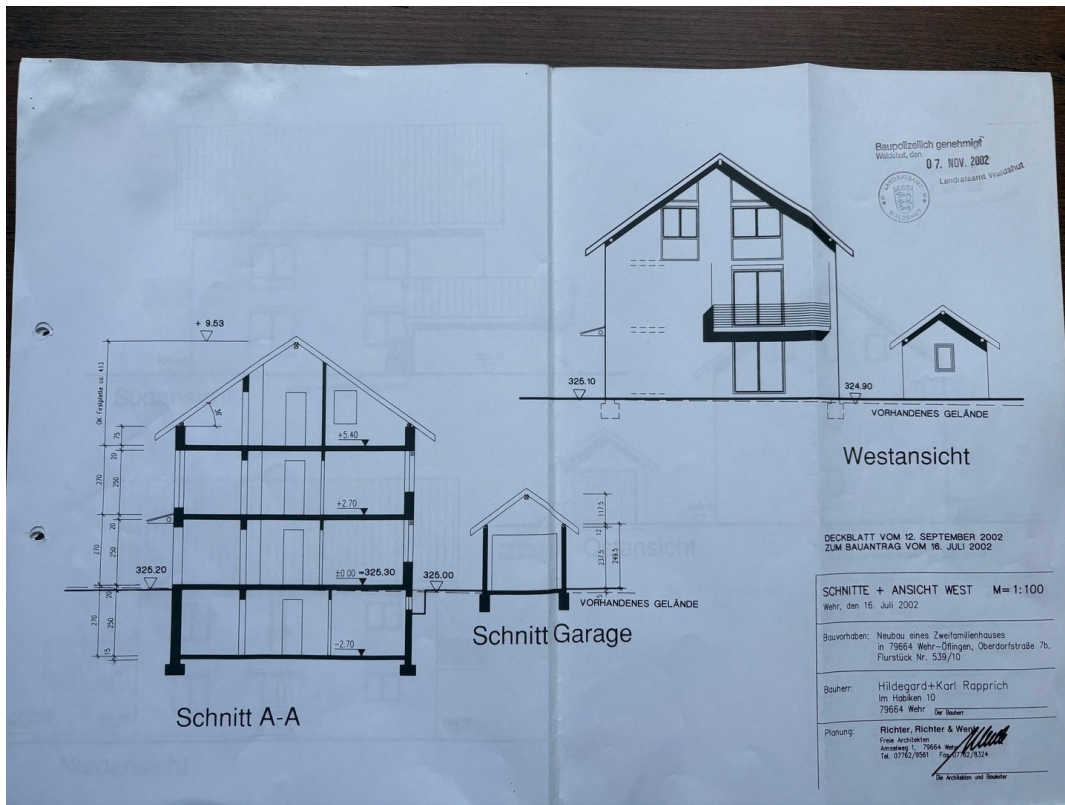 Baupolizeilich genehmigt
Waldshut, den
07. NOV. 2002
Landratsamt Waldshut
LANDRATSAMT
WALDSHUT
325.10
324.90
VORHANDENES GELÄNDE
Westansicht
+ 9.53
OK Firstpfette ca. 413
75
20
270
250
20
270
250
20
270
250
15
+5.40
+2.70
±0.00 =325.30
-2.70
325.20
325.00
117.5
12
237.5
249.5
VORHANDENES GELÄNDE
Schnitt Garage
Schnitt A-A
Südansicht
Ostansicht
Nordansicht
DECKBLATT VOM 12. SEPTEMBER 2002
ZUM BAUANTRAG VOM 16. JULI 2002
SCHNITTE + ANSICHT WEST M= 1:100
Wehr, den 16. Juli 2002
Bauvorhaben: Neubau eines Zweifamilienhauses
in 79664 Wehr-Öflingen, Oberdorfstraße 7b,
Flurstück Nr. 539/10
Bauherr: Hildegard+Karl Rapprich
Im Habiken 10
79664 Wehr
Der Bauherr
Planung: Richter, Richter & Wenk
Freie Architekten
Amselweg 1, 79664 Wehr
Tel. 07762/9561 Fax 07762/8324
Die Architekten und Bauleiter